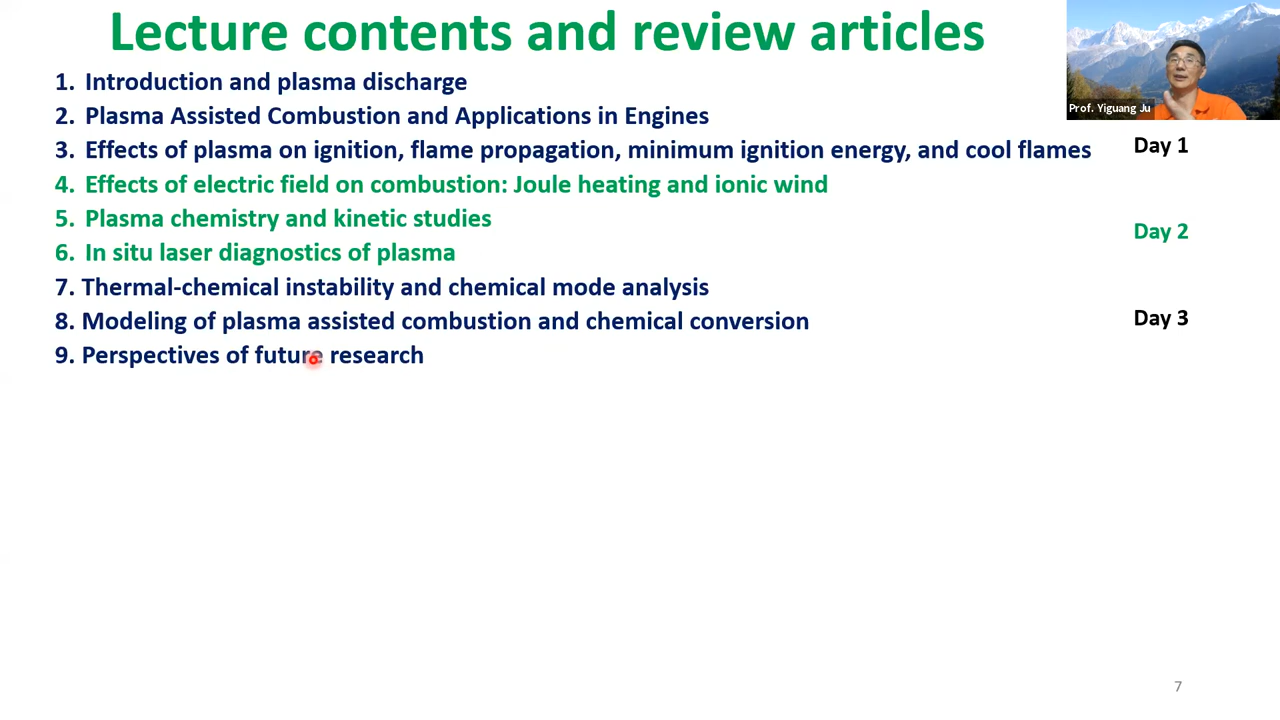 Lecture contents and review articles
Prof. Yiguang Ju
1. Introduction and plasma discharge
2. Plasma Assisted Combustion and Applications in Engines
3. Effects of plasma on ignition, flame propagation, minimum ignition energy, and cool flames
Day 1
4. Effects of electric field on combustion: Joule heating and ionic wind
5. Plasma chemistry and kinetic studies
Day 2
6. In situ laser diagnostics of plasma
7. Thermal-chemical instability and chemical mode analysis
8. Modeling of plasma assisted combustion and chemical conversion
Day 3
9. Perspectives of future research
7